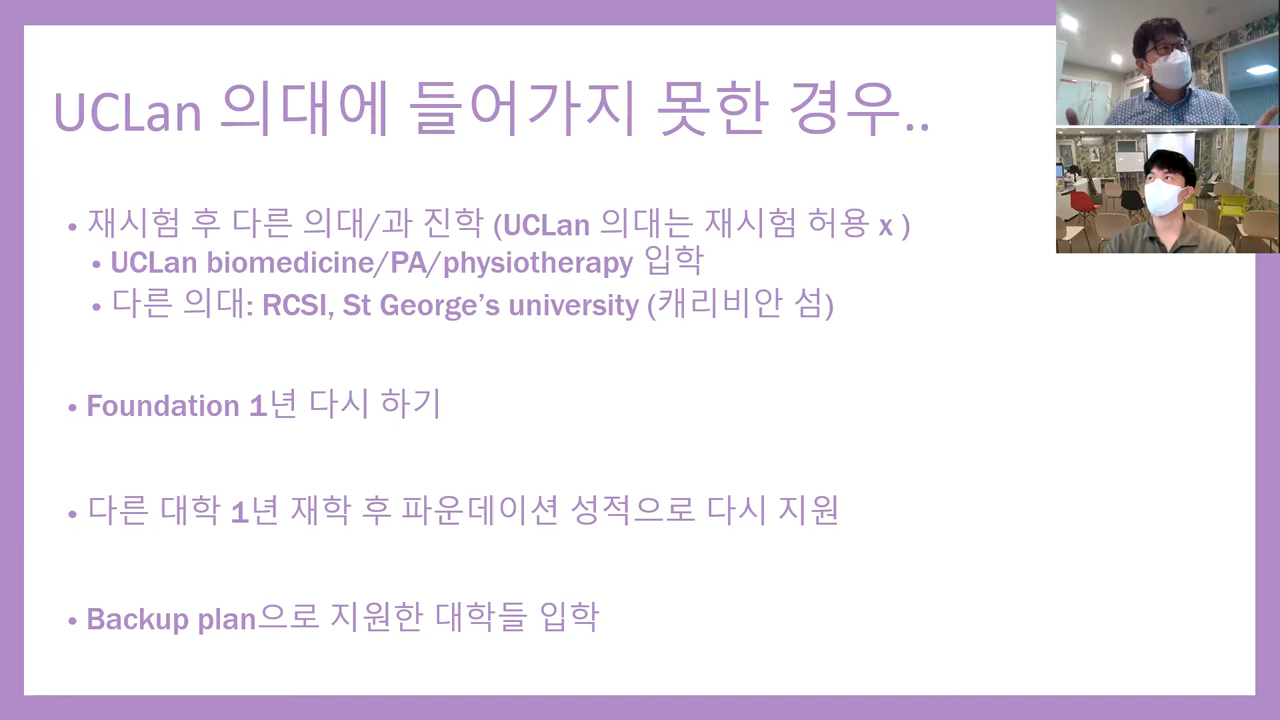 UCLan 의대에 들어가지 못한 경우..
• 재시험 후 다른 의대/과 진학 (UCLan 의대는 재시험 허용 x )
• UCLan biomedicine/PA/physiotherapy 입학
• 다른 의대: RCSI, St George’s university (캐리비안 섬)
• Foundation 1년 다시 하기
• 다른 대학 1년 재학 후 파운데이션 성적으로 다시 지원
• Backup plan으로 지원한 대학들 입학